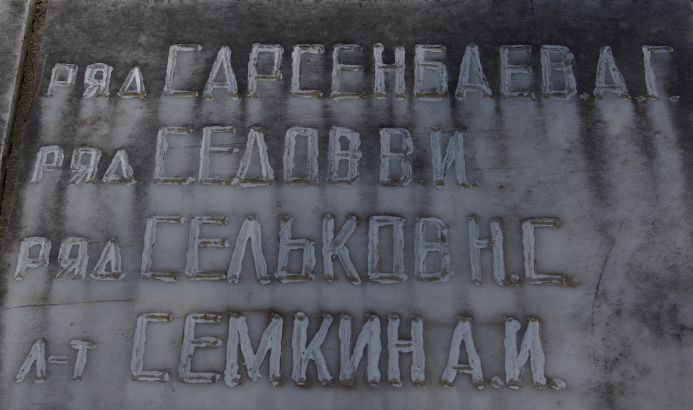 ряд САРСЕНБАЕВ.А.Г.
ряд СЕДОВ В.И.
ряд СЕЛЬКОВ Н.С.
л-т СЕМКИН А.И.